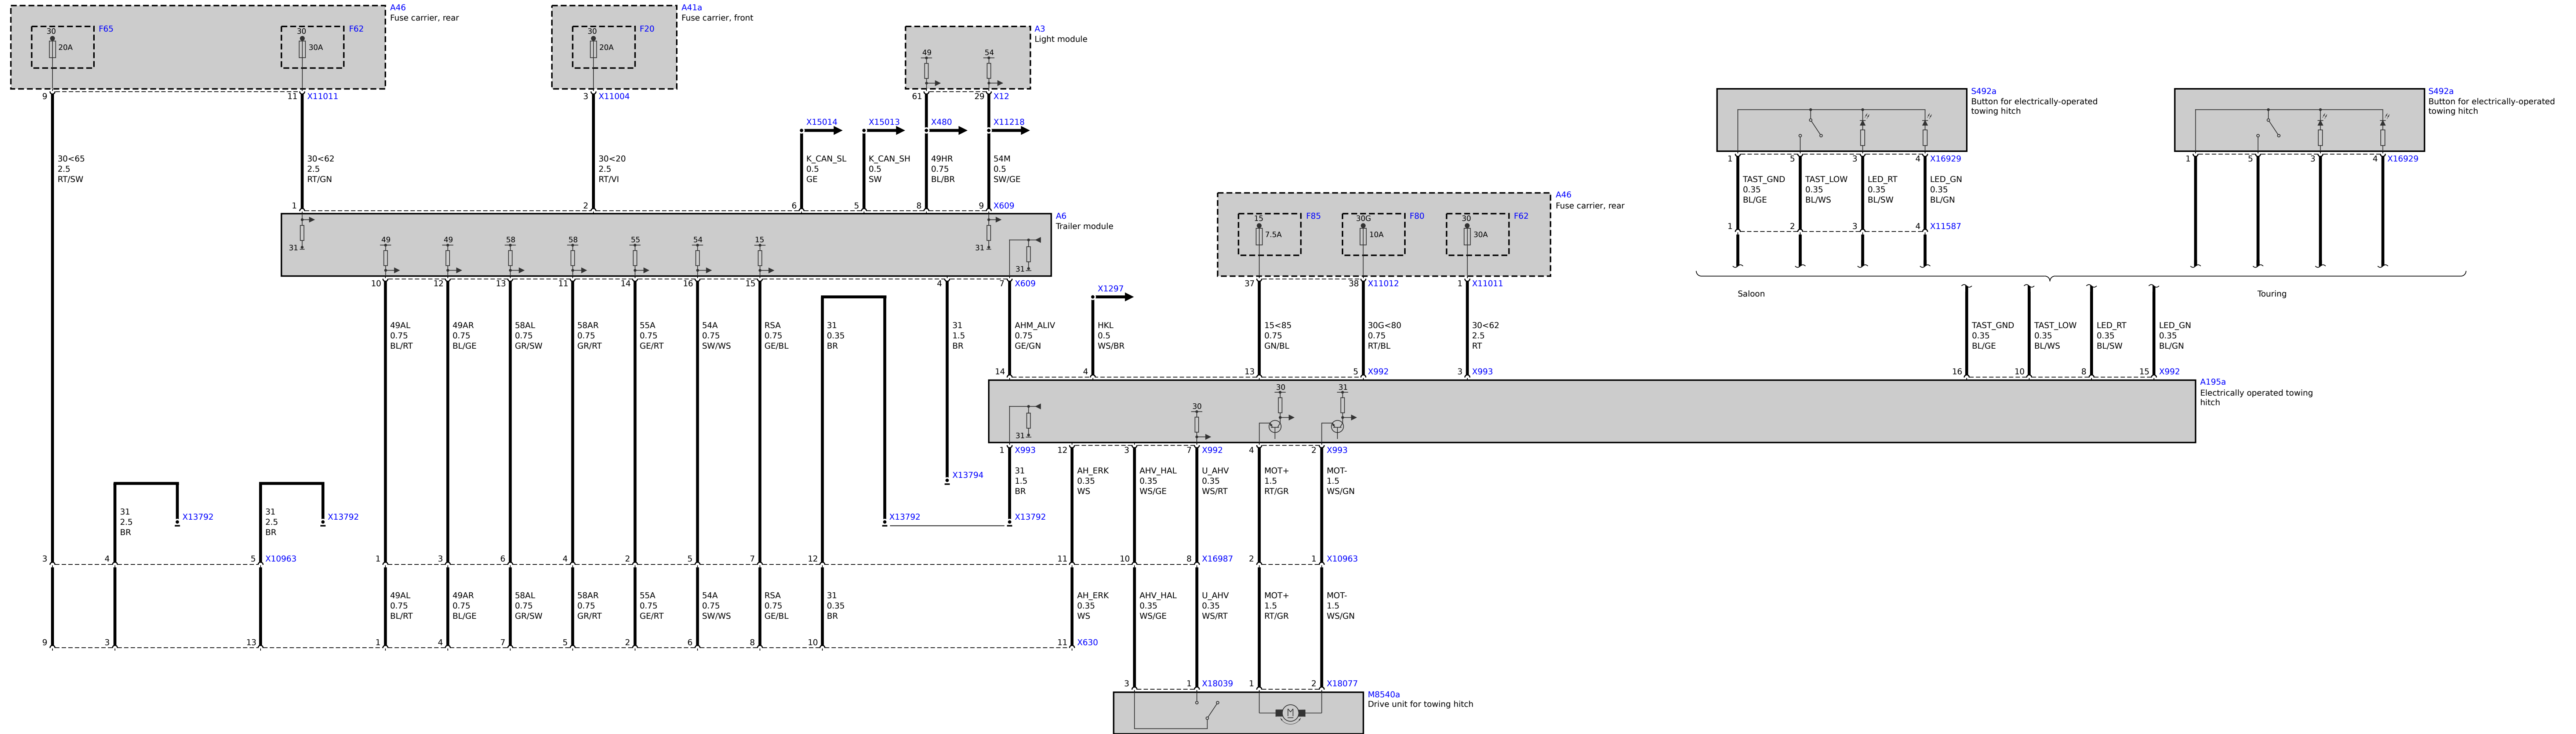 A46
Fuse carrier, rear
F65
30
20A
F62
30
30A
9
11
X11011
A41a
Fuse carrier, front
F20
30
20A
3
X11004
A3
Light module
49
54
61
29
X12
X15014
X15013
X480
X11218
30<65
2.5
RT/SW
30<62
2.5
RT/GN
30<20
2.5
RT/VI
K_CAN_SL
0.5
GE
K_CAN_SH
0.5
SW
49HR
0.75
BL/BR
54M
0.5
SW/GE
1
2
6
5
8
9
X609
A6
Trailer module
31
49
49
58
58
55
54
15
31
31
10
12
13
11
14
16
15
4
7
X609
49AL
0.75
BL/RT
49AR
0.75
BL/GE
58AL
0.75
GR/SW
58AR
0.75
GR/RT
55A
0.75
GE/RT
54A
0.75
SW/WS
RSA
0.75
GE/BL
31
0.35
BR
31
1.5
BR
AHM_ALIV
0.75
GE/GN
X1297
HKL
0.5
WS/BR
A46
Fuse carrier, rear
15
F85
7.5A
30G
F80
10A
30
F62
30A
37
38
X11012
1
X11011
15<85
0.75
GN/BL
30G<80
0.75
RT/BL
30<62
2.5
RT
14
4
13
5
X992
3
X993
S492a
Button for electrically-operated
towing hitch
1
5
3
4
X16929
TAST_GND
0.35
BL/GE
TAST_LOW
0.35
BL/WS
LED_RT
0.35
BL/SW
LED_GN
0.35
BL/GN
1
2
3
4
X11587
Saloon
S492a
Button for electrically-operated
towing hitch
1
5
3
4
X16929
Touring
TAST_GND
0.35
BL/GE
TAST_LOW
0.35
BL/WS
LED_RT
0.35
BL/SW
LED_GN
0.35
BL/GN
16
10
8
15
X992
A195a
Electrically operated towing
hitch
31
30
30
31
1
X993
12
3
7
X992
4
2
X993
31
1.5
BR
AH_ERK
0.35
WS
AHV_HAL
0.35
WS/GE
U_AHV
0.35
WS/RT
MOT+
1.5
RT/GR
MOT-
1.5
WS/GN
X13794
X13792
X13792
31
2.5
BR
X13792
31
2.5
BR
X13792
3
4
5
X10963
1
3
6
4
2
5
7
12
11
10
8
X16987
2
1
X10963
49AL
0.75
BL/RT
49AR
0.75
BL/GE
58AL
0.75
GR/SW
58AR
0.75
GR/RT
55A
0.75
GE/RT
54A
0.75
SW/WS
RSA
0.75
GE/BL
31
0.35
BR
AH_ERK
0.35
WS
AHV_HAL
0.35
WS/GE
U_AHV
0.35
WS/RT
MOT+
1.5
RT/GR
MOT-
1.5
WS/GN
9
3
13
1
4
7
5
2
6
8
10
11
X630
3
1
X18039
1
2
X18077
M8540a
Drive unit for towing hitch
M